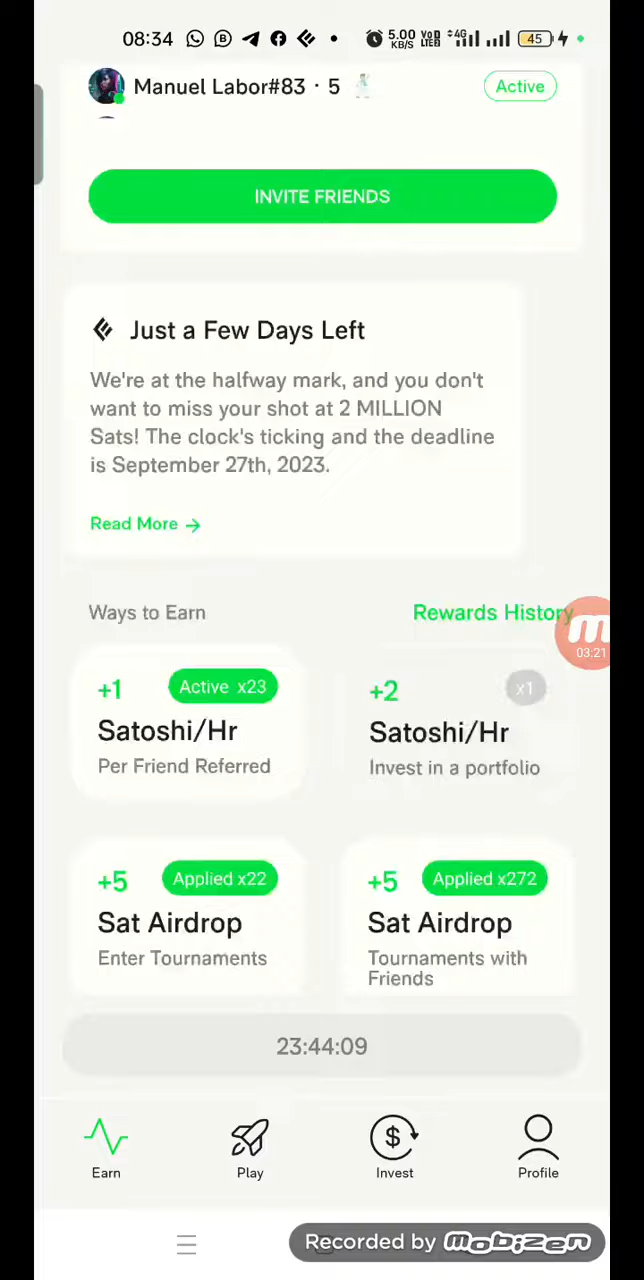 08:34
5.00 KB/S
4G
45
Manuel Labor#83 · 5
Active
INVITE FRIENDS
Just a Few Days Left
We're at the halfway mark, and you don't
want to miss your shot at 2 MILLION
Sats! The clock's ticking and the deadline
is September 27th, 2023.
Read More →
Ways to Earn
Rewards History
03:21
+1
Active x23
Satoshi/Hr
Per Friend Referred
+2
x1
Satoshi/Hr
Invest in a portfolio
+5
Applied x22
Sat Airdrop
Enter Tournaments
+5
Applied x272
Sat Airdrop
Tournaments with
Friends
23:44:09
Earn
Play
Invest
Profile
Recorded by mobizen